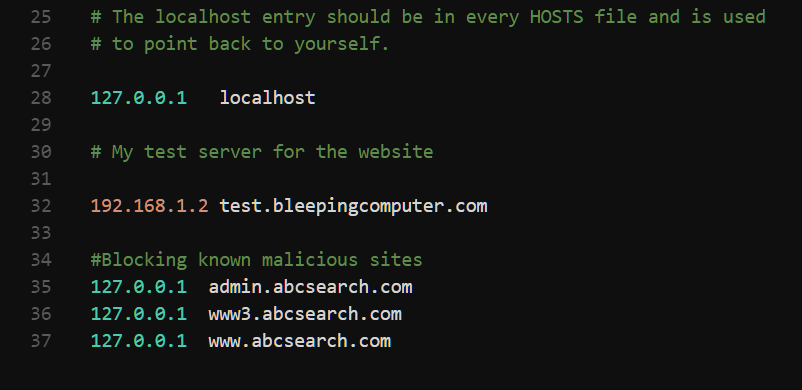 25 # The localhost entry should be in every HOSTS file and is used
26 # to point back to yourself.
27
28 127.0.0.1   localhost
29
30 # My test server for the website
31
32 192.168.1.2 test.bleepingcomputer.com
33
34 #Blocking known malicious sites
35 127.0.0.1  admin.abcsearch.com
36 127.0.0.1  www3.abcsearch.com
37 127.0.0.1  www.abcsearch.com